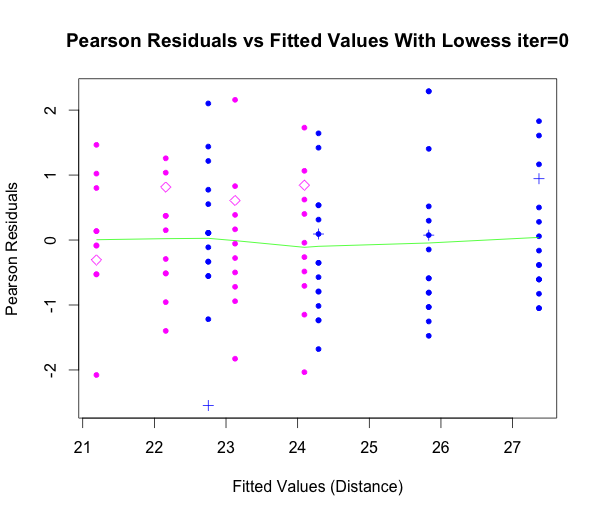 Pearson Residuals vs Fitted Values With Lowess iter=0
Pearson Residuals
2
1
0
-1
-2
21 22 23 24 25 26 27
Fitted Values (Distance)